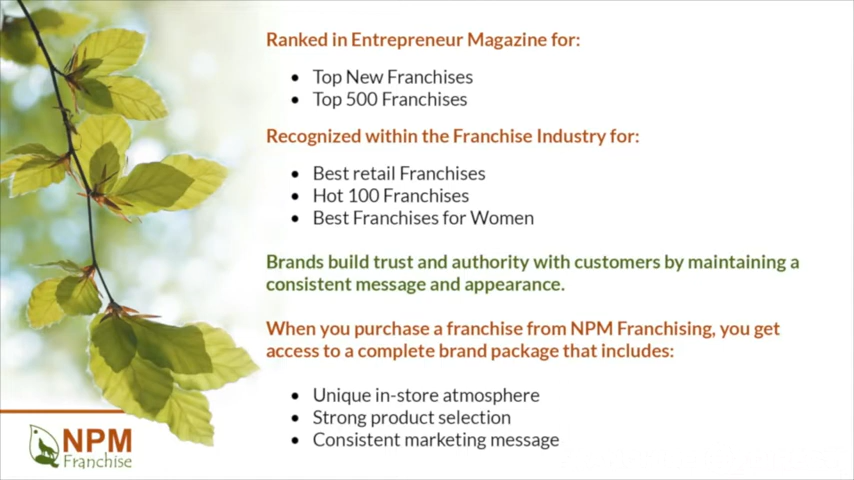 Ranked in Entrepreneur Magazine for:
• Top New Franchises
• Top 500 Franchises
Recognized within the Franchise Industry for:
• Best retail Franchises
• Hot 100 Franchises
• Best Franchises for Women
Brands build trust and authority with customers by maintaining a
consistent message and appearance.
When you purchase a franchise from NPM Franchising, you get
access to a complete brand package that includes:
• Unique in-store atmosphere
• Strong product selection
• Consistent marketing message
NPM
Franchise